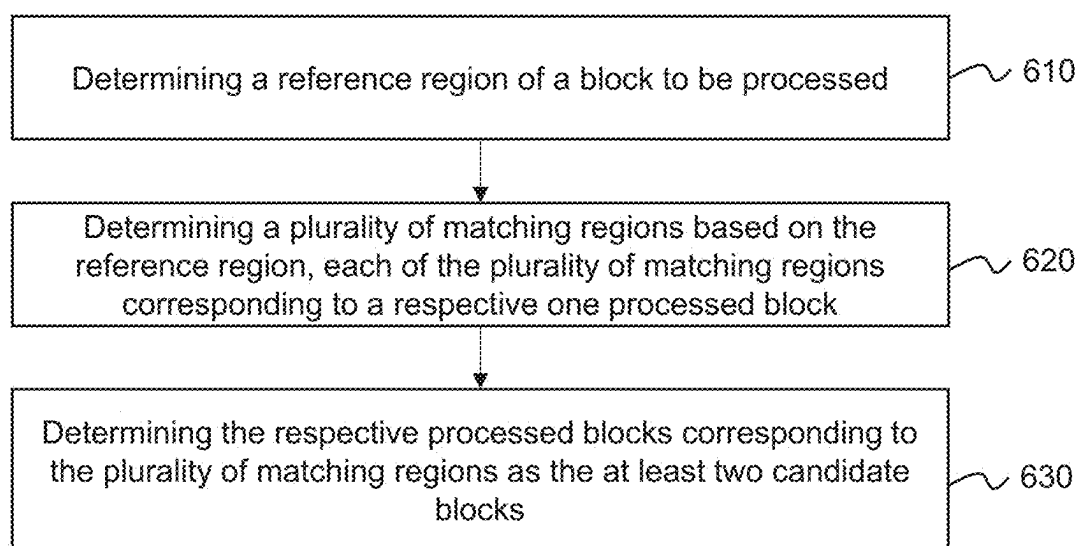 Determining a reference region of a block to be processed
610
Determining a plurality of matching regions based on the
reference region, each of the plurality of matching regions
corresponding to a respective one processed block
620
Determining the respective processed blocks corresponding to
the plurality of matching regions as the at least two candidate
blocks
630